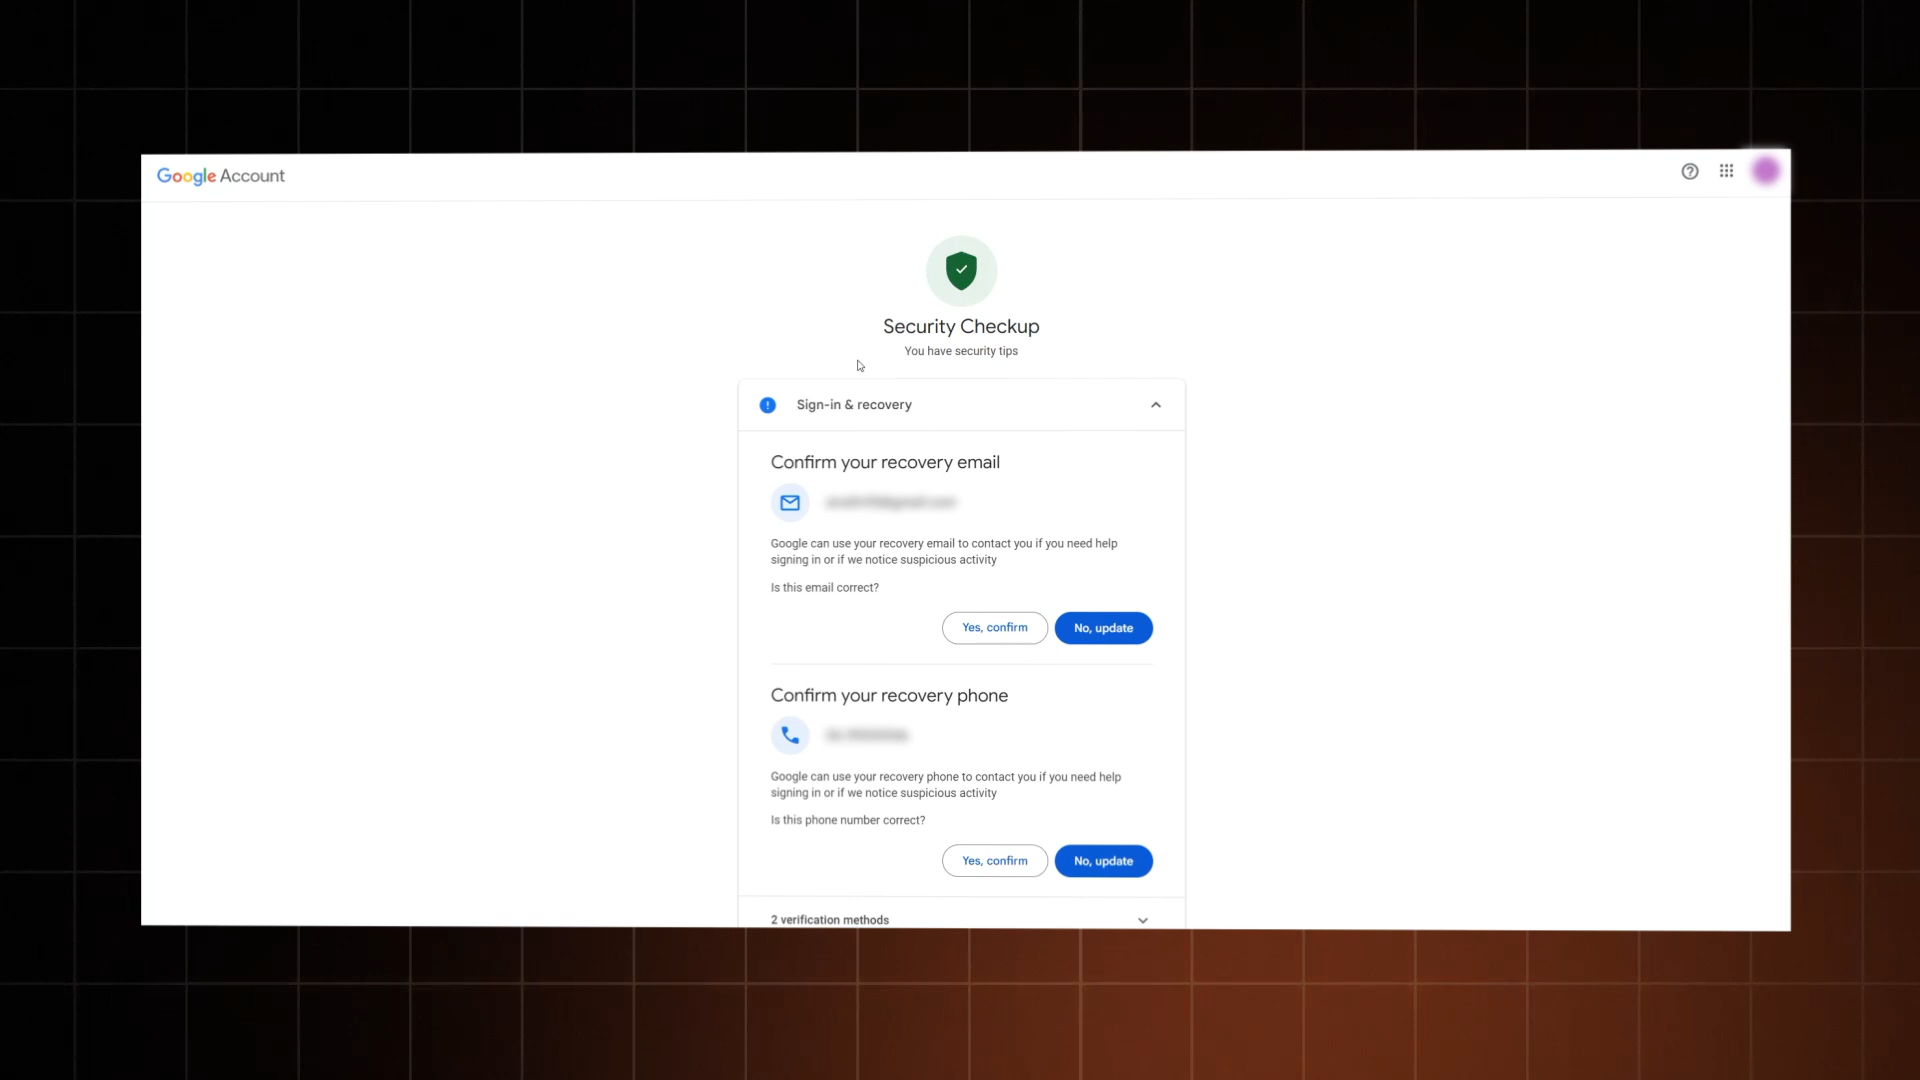 Google Account
Security Checkup
You have security tips
Sign-in & recovery
Confirm your recovery email
Google can use your recovery email to contact you if you need help
signing in or if we notice suspicious activity
Is this email correct?
Yes, confirm
No, update
Confirm your recovery phone
Google can use your recovery phone to contact you if you need help
signing in or if we notice suspicious activity
Is this phone number correct?
Yes, confirm
No, update
2 verification methods